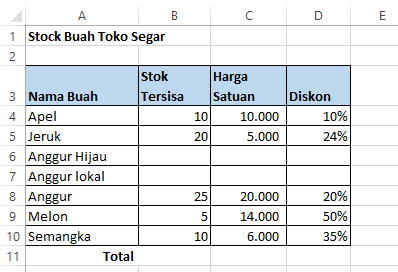 A B C D E
1 Stock Buah Toko Segar
2
3 Nama Buah Stok Tersisa Harga Satuan Diskon
4 Apel 10 10.000 10%
5 Jeruk 20 5.000 24%
6 Anggur Hijau
7 Anggur lokal
8 Anggur 25 20.000 20%
9 Melon 5 14.000 50%
10 Semangka 10 6.000 35%
11 Total